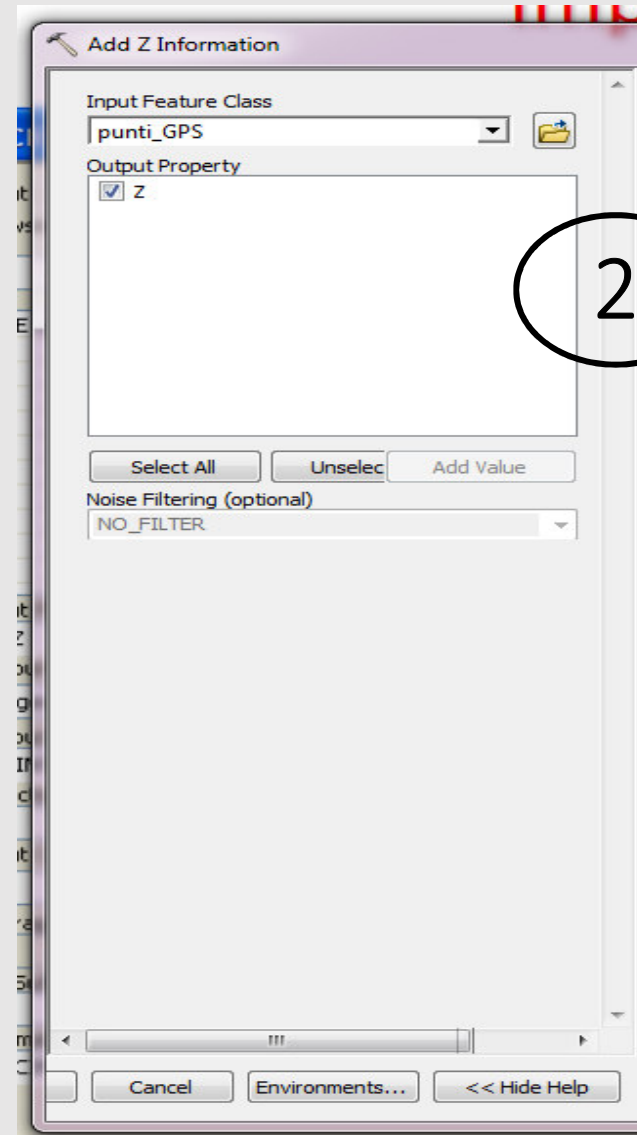 Add Z Information
Input Feature Class
punti_GPS
Output Property
Z
2
Select All
Unselec
Add Value
Noise Filtering (optional)
NO_FILTER
Cancel
Environments...
<< Hide Help